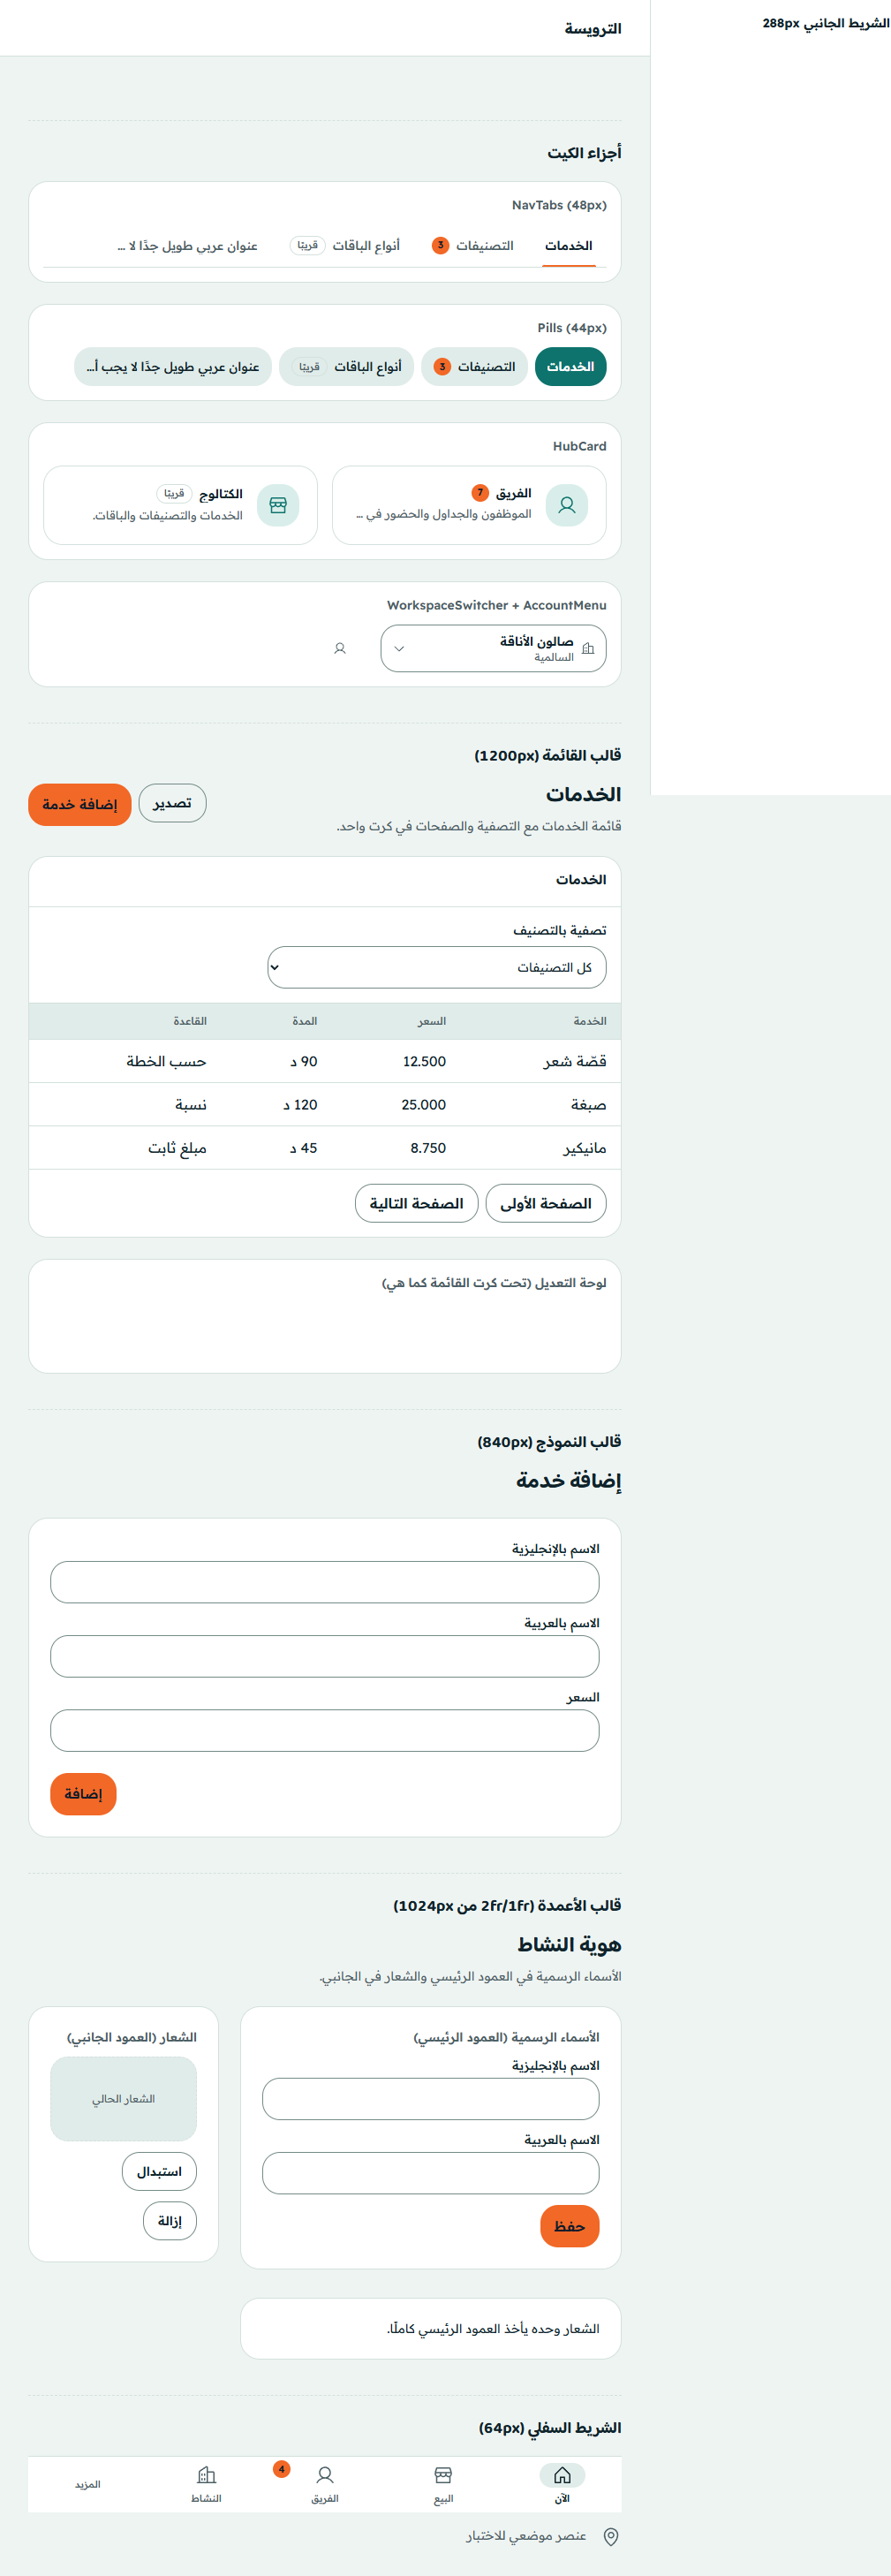 الشريط الجانبي 288px
الترويسة
أجزاء الكيت
NavTabs (48px)
الخدمات
التصنيفات 3
أنواع الباقات قريبًا
عنوان عربي طويل جدًا لا ...
Pills (44px)
الخدمات
التصنيفات 3
أنواع الباقات قريبًا
عنوان عربي طويل جدًا لا يجب أ...
HubCard
الفريق 7
الموظفون والجداول والحضور في ...
الكتالوج قريبًا
الخدمات والتصنيفات والباقات.
WorkspaceSwitcher + AccountMenu
صالون الأناقة
السالمية
قالب القائمة (1200px)
الخدمات
قائمة الخدمات مع التصفية والصفحات في كرت واحد.
تصدير
إضافة خدمة
الخدمات
تصفية بالتصنيف
كل التصنيفات
الخدمة السعر المدة القاعدة
قصّة شعر 12.500 90 د حسب الخطة
صبغة 25.000 120 د نسبة
مانيكير 8.750 45 د مبلغ ثابت
الصفحة الأولى
الصفحة التالية
لوحة التعديل (تحت كرت القائمة كما هي)
قالب النموذج (840px)
إضافة خدمة
الاسم بالإنجليزية
الاسم بالعربية
السعر
إضافة
قالب الأعمدة (2fr/1fr من 1024px)
هوية النشاط
الأسماء الرسمية في العمود الرئيسي والشعار في الجانبي.
الأسماء الرسمية (العمود الرئيسي)
الاسم بالإنجليزية
الاسم بالعربية
حفظ
الشعار (العمود الجانبي)
الشعار الحالي
استبدال
إزالة
الشعار وحده يأخذ العمود الرئيسي كاملًا.
الشريط السفلي (64px)
الآن
البيع
الفريق 4
النشاط
المزيد
عنصر موضعي للاختبار